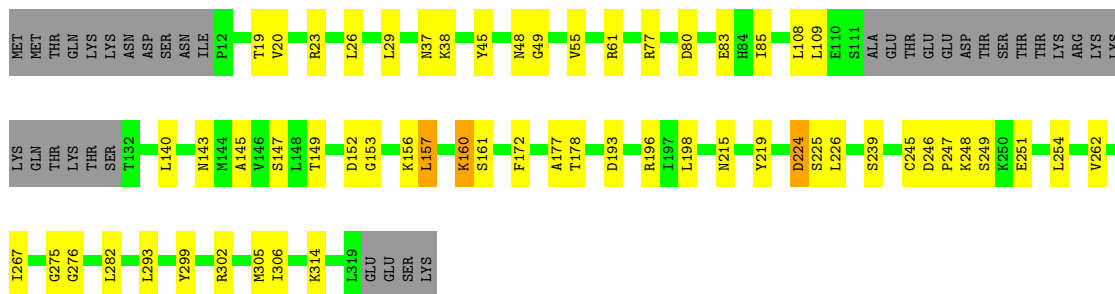 MET MET THR GLN LYS LYS ASN ASP SER ASN ILE P12 T19 V20 R23 L26 L29 N37 K38 Y45 N48 G49 V55 R61 R77 D80 E83 H84 I85 L108 L109 E110 S111 ALA GLU THR GLU GLU ASP THR SER THR THR LYS ARG LYS LYS
LYS GLN THR LYS THR SER T132 L140 N143 M144 A145 V146 S147 L148 T149 D152 G153 K156 L157 K160 S161 F172 A177 T178 D193 R196 I197 L198 N215 Y219 D224 S225 L226 S239 C245 D246 P247 K248 S249 K250 E251 L254 V262
I267 G275 G276 L282 L293 Y299 R302 M305 I306 K314 L319 GLU GLU SER LYS